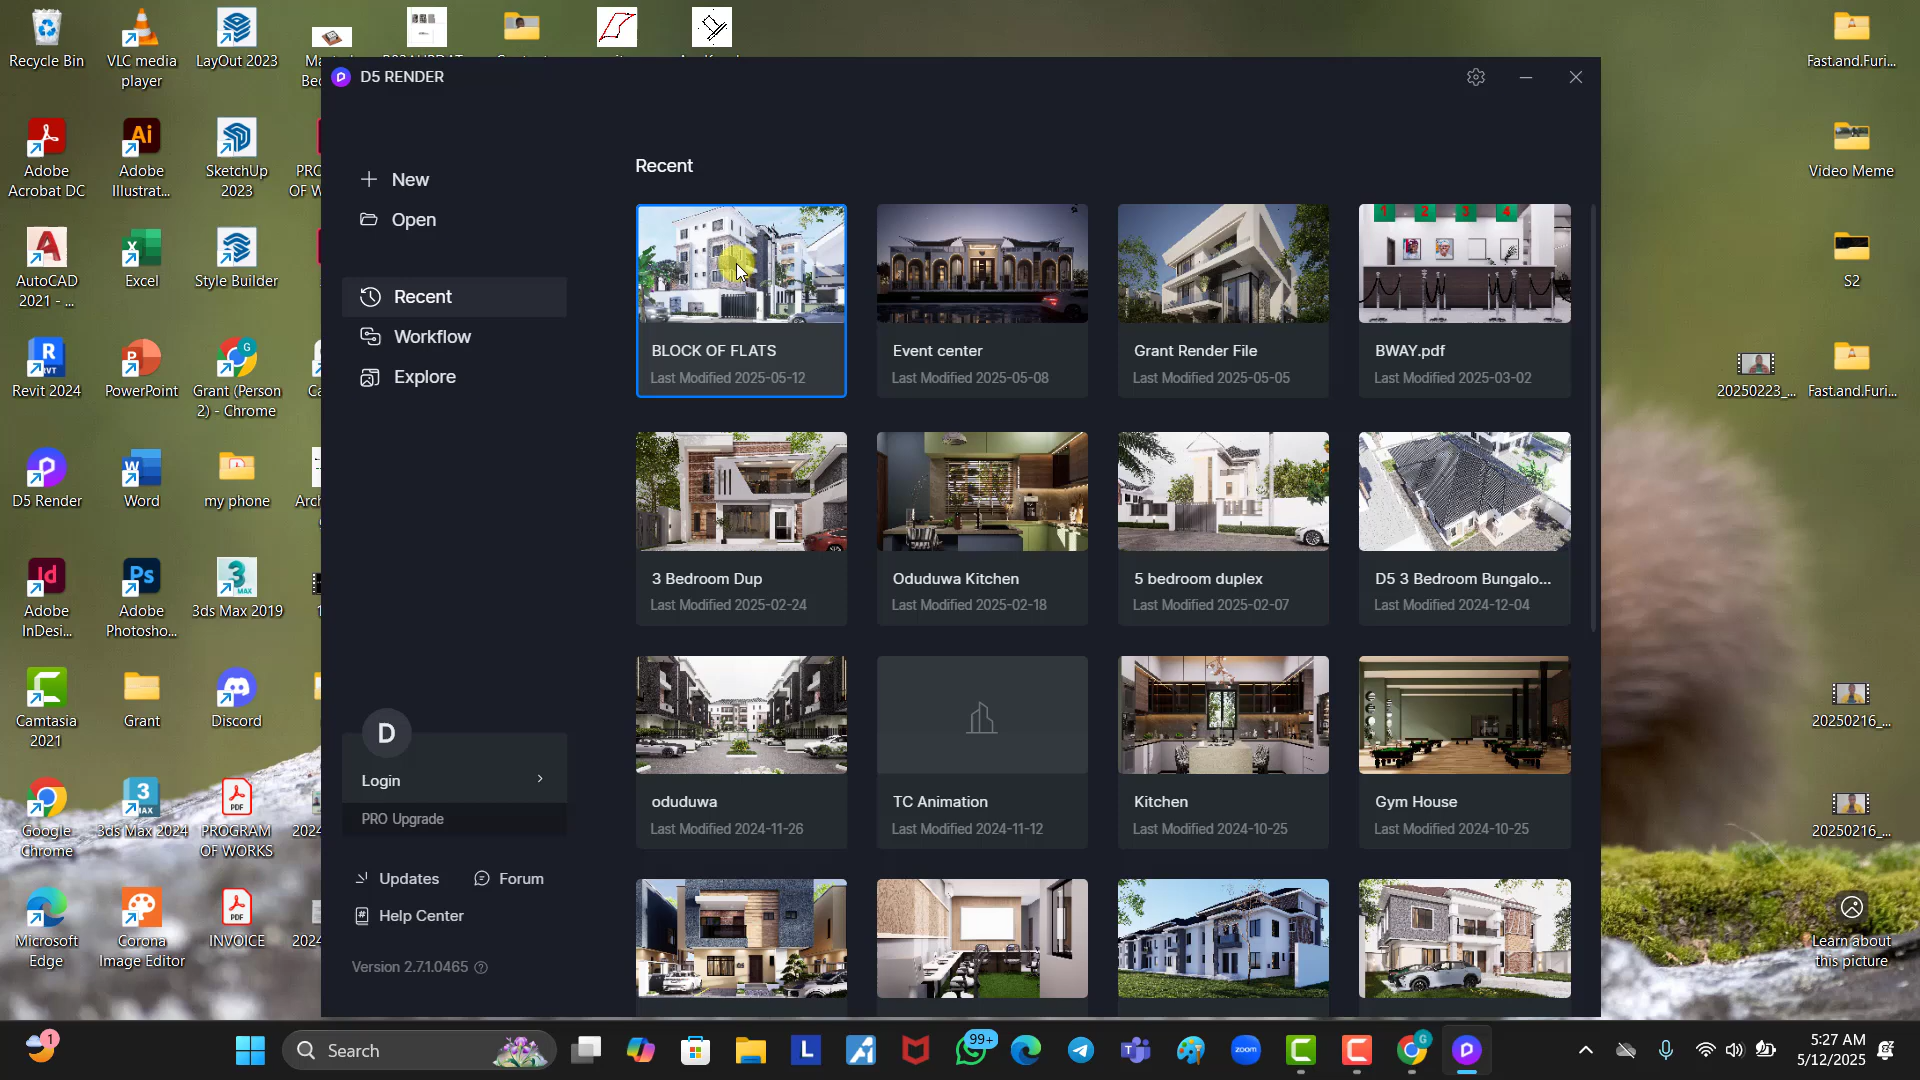 Recycle Bin
VLC media
player
LayOut 2023
Fast.and.Furi...
D5 RENDER
Adobe
Acrobat DC
Adobe
Illustrat...
SketchUp
2023
Video Meme
New
Open
Recent
AutoCAD
2021 - ...
Excel
Style Builder
S2
Recent
Workflow
Explore
1 2 3 4
BLOCK OF FLATS
Last Modified 2025-05-12
Event center
Last Modified 2025-05-08
Grant Render File
Last Modified 2025-05-05
BWAY.pdf
Last Modified 2025-03-02
Revit 2024
PowerPoint
Grant (Person
2) - Chrome
20250223_...
Fast.and.Furi...
D5 Render
Word
my phone
3 Bedroom Dup
Last Modified 2025-02-24
Oduduwa Kitchen
Last Modified 2025-02-18
5 bedroom duplex
Last Modified 2025-02-07
D5 3 Bedroom Bungalo...
Last Modified 2024-12-04
Adobe
InDesi...
Adobe
Photosho...
3ds Max 2019
Camtasia
2021
Grant
Discord
20250216_...
D
Login
PRO Upgrade
oduduwa
Last Modified 2024-11-26
TC Animation
Last Modified 2024-11-12
Kitchen
Last Modified 2024-10-25
Gym House
Last Modified 2024-10-25
Google
Chrome
3ds Max 2024
PROGRAM
OF WORKS
20250216_...
Updates
Forum
Help Center
Version 2.7.1.0465
Microsoft
Edge
Corona
Image Editor
INVOICE
Learn about
this picture
1
Search
99+
zoom
5:27 AM
5/12/2025